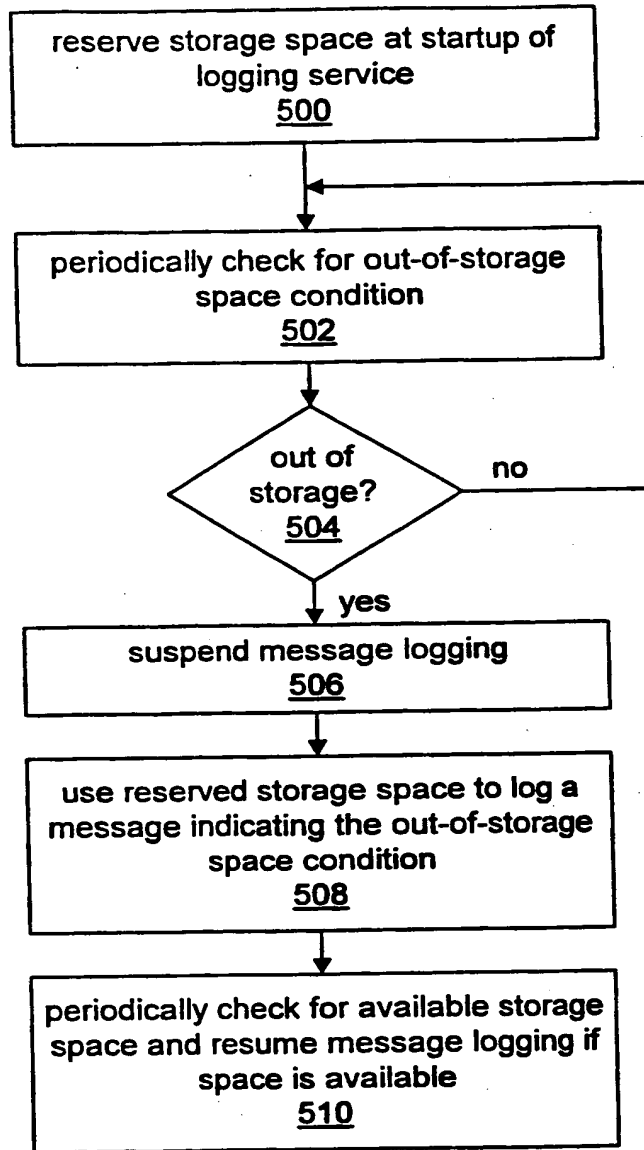 reserve storage space at startup of
logging service
500
periodically check for out-of-storage
space condition
502
out of
storage?
504
no
yes
suspend message logging
506
use reserved storage space to log a
message indicating the out-of-storage
space condition
508
periodically check for available storage
space and resume message logging if
space is available
510